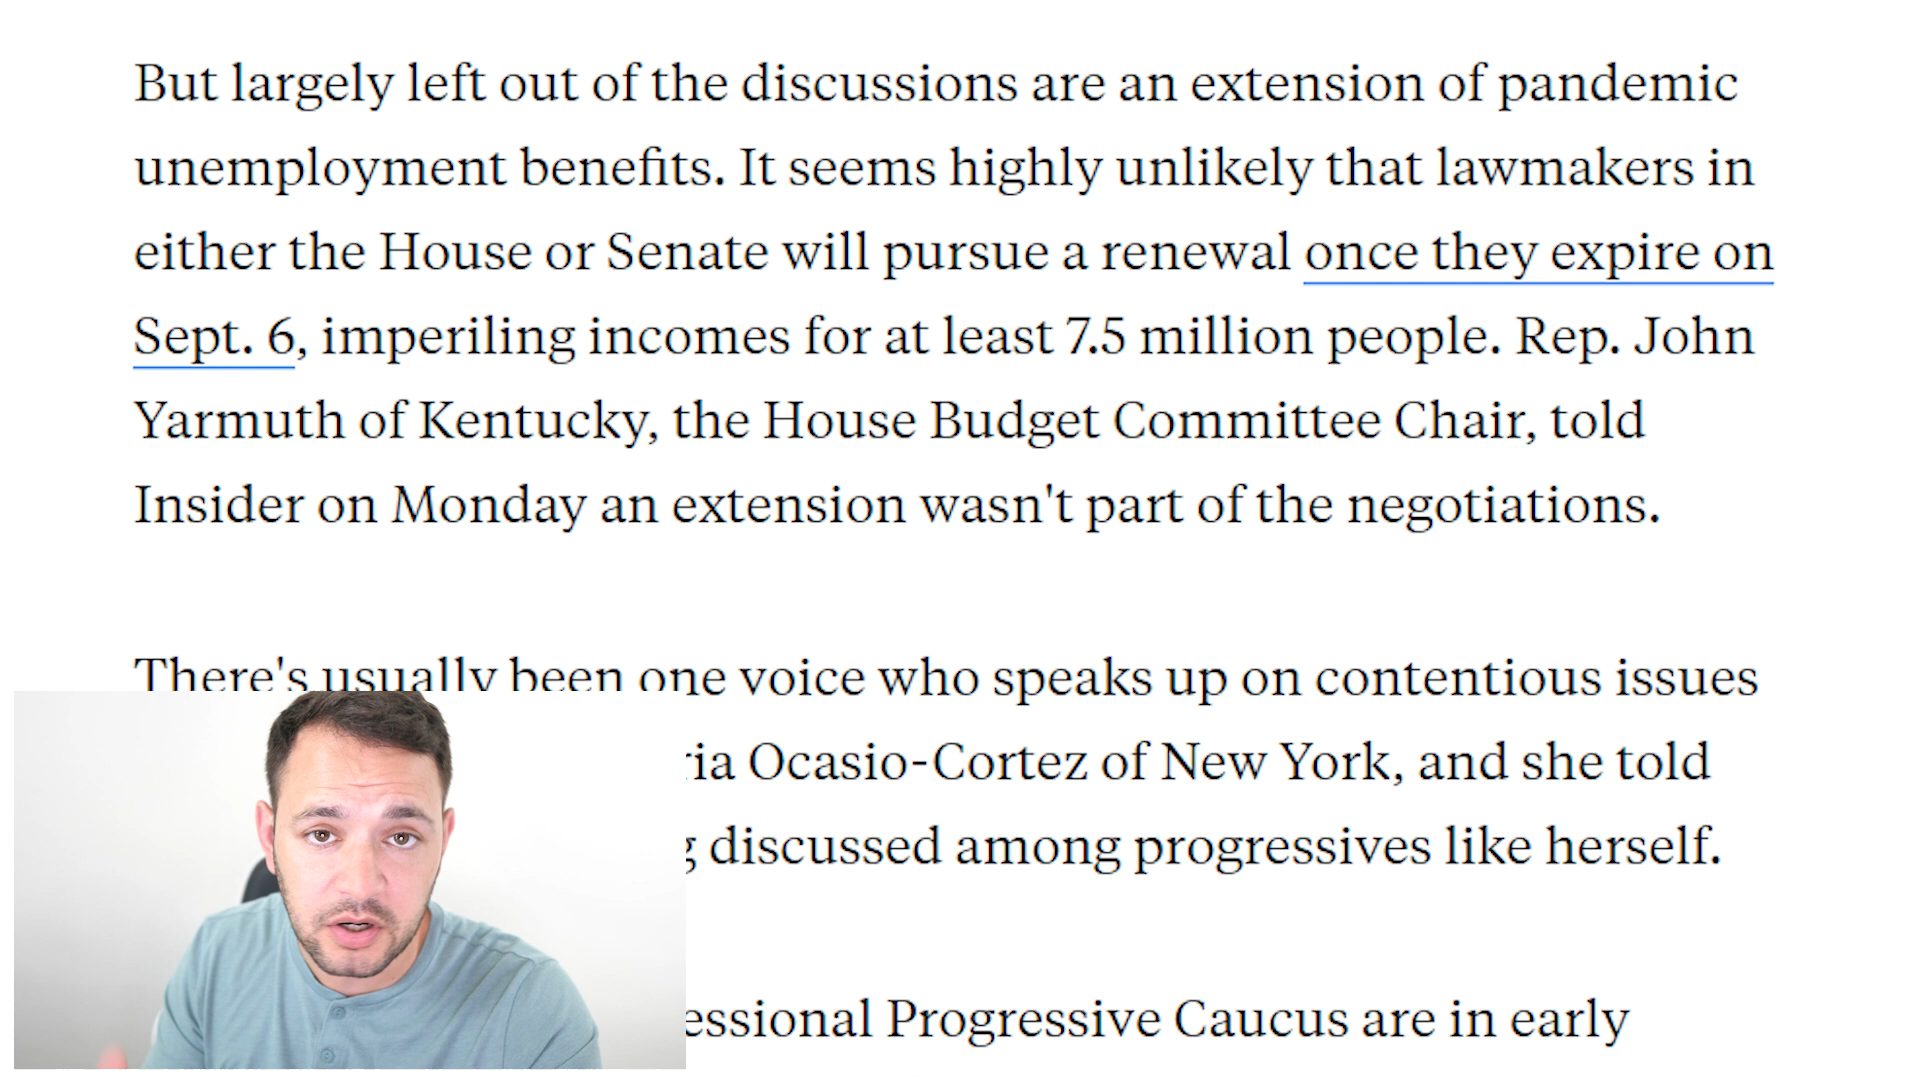 But largely left out of the discussions are an extension of pandemic
unemployment benefits. It seems highly unlikely that lawmakers in
either the House or Senate will pursue a renewal once they expire on
Sept. 6, imperiling incomes for at least 7.5 million people. Rep. John
Yarmuth of Kentucky, the House Budget Committee Chair, told
Insider on Monday an extension wasn't part of the negotiations.
There's usually been one voice who speaks up on contentious issues
Ocasio-Cortez of New York, and she told
discussed among progressives like herself.
Progressive Caucus are in early